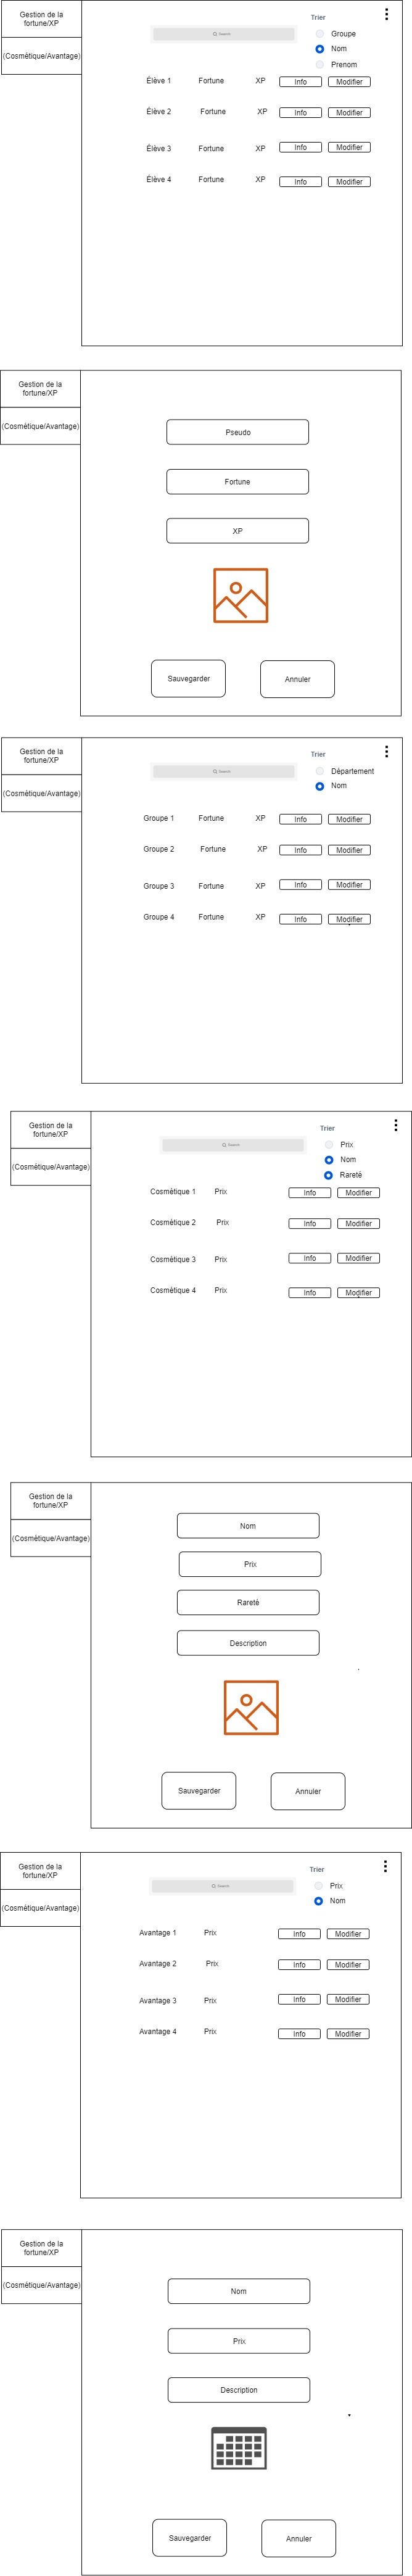 Gestion de la
fortune/XP
(Cosmètique/Avantage)
Trier
Search
Groupe
Nom
Prenom
Élève 1 Fortune XP Info Modifier
Élève 2 Fortune XP Info Modifier
Élève 3 Fortune XP Info Modifier
Élève 4 Fortune XP Info Modifier
Gestion de la
fortune/XP
(Cosmètique/Avantage)
Pseudo
Fortune
XP
Sauvegarder Annuler
Gestion de la
fortune/XP
(Cosmètique/Avantage)
Trier
Search
Département
Nom
Groupe 1 Fortune XP Info Modifier
Groupe 2 Fortune XP Info Modifier
Groupe 3 Fortune XP Info Modifier
Groupe 4 Fortune XP Info Modifier
Gestion de la
fortune/XP
(Cosmètique/Avantage)
Trier
Search
Prix
Nom
Rareté
Cosmétique 1 Prix Info Modifier
Cosmétique 2 Prix Info Modifier
Cosmétique 3 Prix Info Modifier
Cosmétique 4 Prix Info Modifier
Gestion de la
fortune/XP
(Cosmètique/Avantage)
Nom
Prix
Rareté
Description
Sauvegarder Annuler
Gestion de la
fortune/XP
(Cosmètique/Avantage)
Trier
Search
Prix
Nom
Avantage 1 Prix Info Modifier
Avantage 2 Prix Info Modifier
Avantage 3 Prix Info Modifier
Avantage 4 Prix Info Modifier
Gestion de la
fortune/XP
(Cosmètique/Avantage)
Nom
Prix
Description
Sauvegarder Annuler